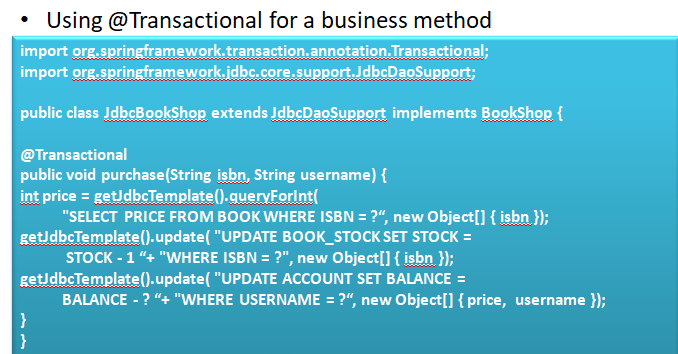 • Using @Transactional for a business method
import org.springframework.transaction.annotation.Transactional;
import org.springframework.jdbc.core.support.JdbcDaoSupport;
public class JdbcBookShop extends JdbcDaoSupport implements BookShop {
@Transactional
public void purchase(String isbn, String username) {
int price = getJdbcTemplate().queryForInt(
"SELECT PRICE FROM BOOK WHERE ISBN = ?“, new Object[] { isbn });
getJdbcTemplate().update( "UPDATE BOOK_STOCK SET STOCK =
STOCK - 1 “+ "WHERE ISBN = ?", new Object[] { isbn });
getJdbcTemplate().update( "UPDATE ACCOUNT SET BALANCE =
BALANCE - ? “+ "WHERE USERNAME = ?“, new Object[] { price, username });
}
}